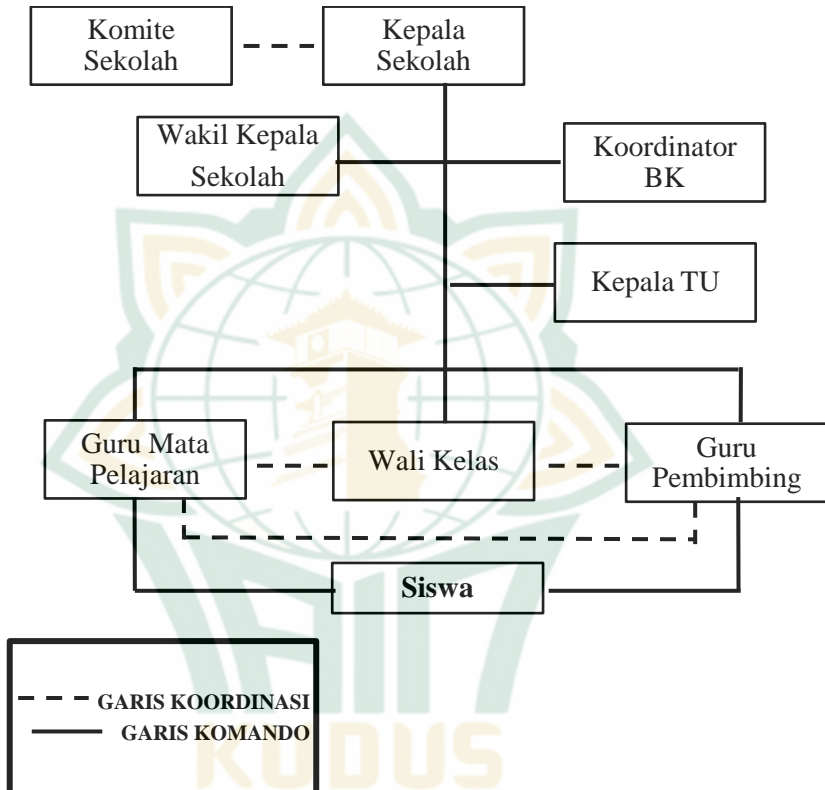 Komite
Sekolah
Kepala
Sekolah
Wakil Kepala
Sekolah
Koordinator
BK
Kepala TU
Guru Mata
Pelajaran
Wali Kelas
Guru
Pembimbing
Siswa
GARIS KOORDINASI
GARIS KOMANDO
IAIN
KUDUS